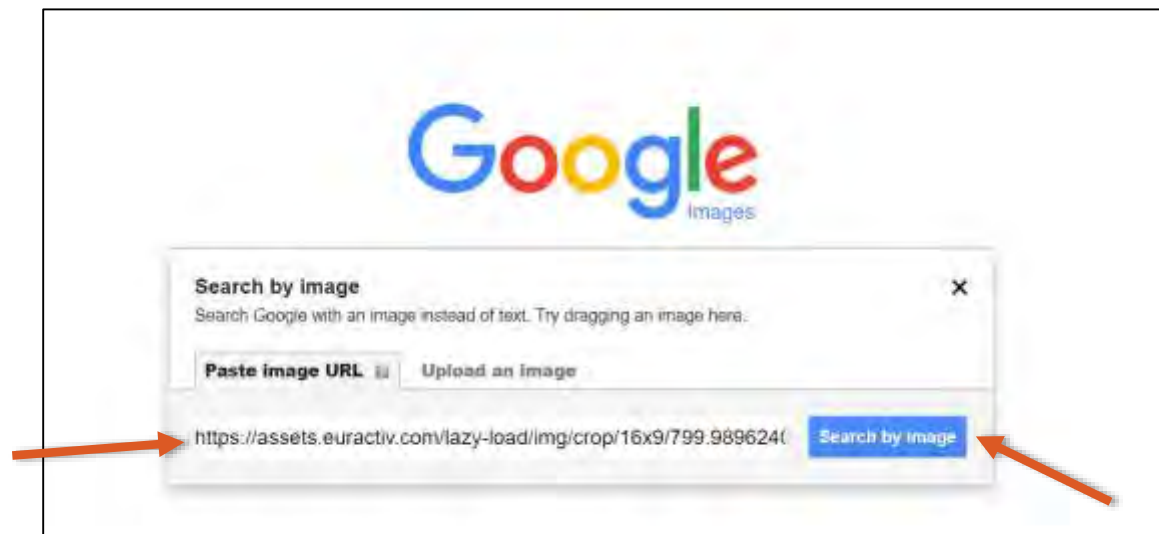 Google
Images
Search by image
Search Google with an image instead of text. Try dragging an image here.
Paste image URL
Upload an image
https://assets.euractiv.com/lazy-load/img/crop/16x9/799.9896240
Search by image